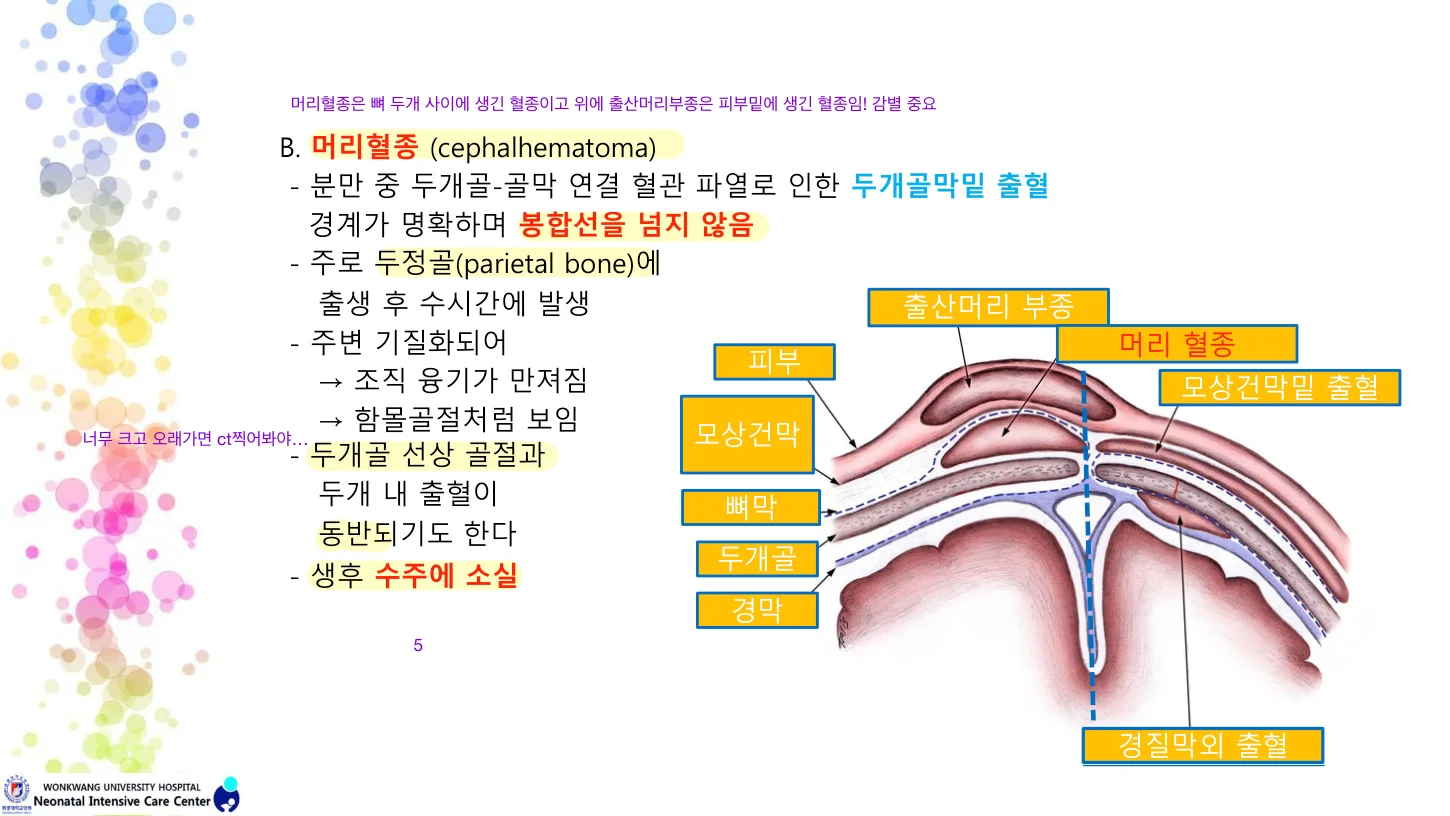 머리혈종은 뼈 두개 사이에 생긴 혈종이고 위에 출산머리부종은 피부밑에 생긴 혈종임! 감별 중요
B. 머리혈종 (cephalhematoma)
- 분만 중 두개골-골막 연결 혈관 파열로 인한 두개골막밑 출혈
경계가 명확하며 봉합선을 넘지 않음
- 주로 두정골(parietal bone)에
출생 후 수시간에 발생
- 주변 기질화되어
→ 조직 융기가 만져짐
→ 함몰골절처럼 보임
너무 크고 오래가면 ct찍어봐야…
- 두개골 선상 골절과
두개 내 출혈이
동반되기도 한다
- 생후 수주에 소실
5
출산머리 부종
머리 혈종
피부
모상건막밑 출혈
모상건막
뼈막
두개골
경막
경질막외 출혈
WONKWANG UNIVERSITY HOSPITAL
Neonatal Intensive Care Center